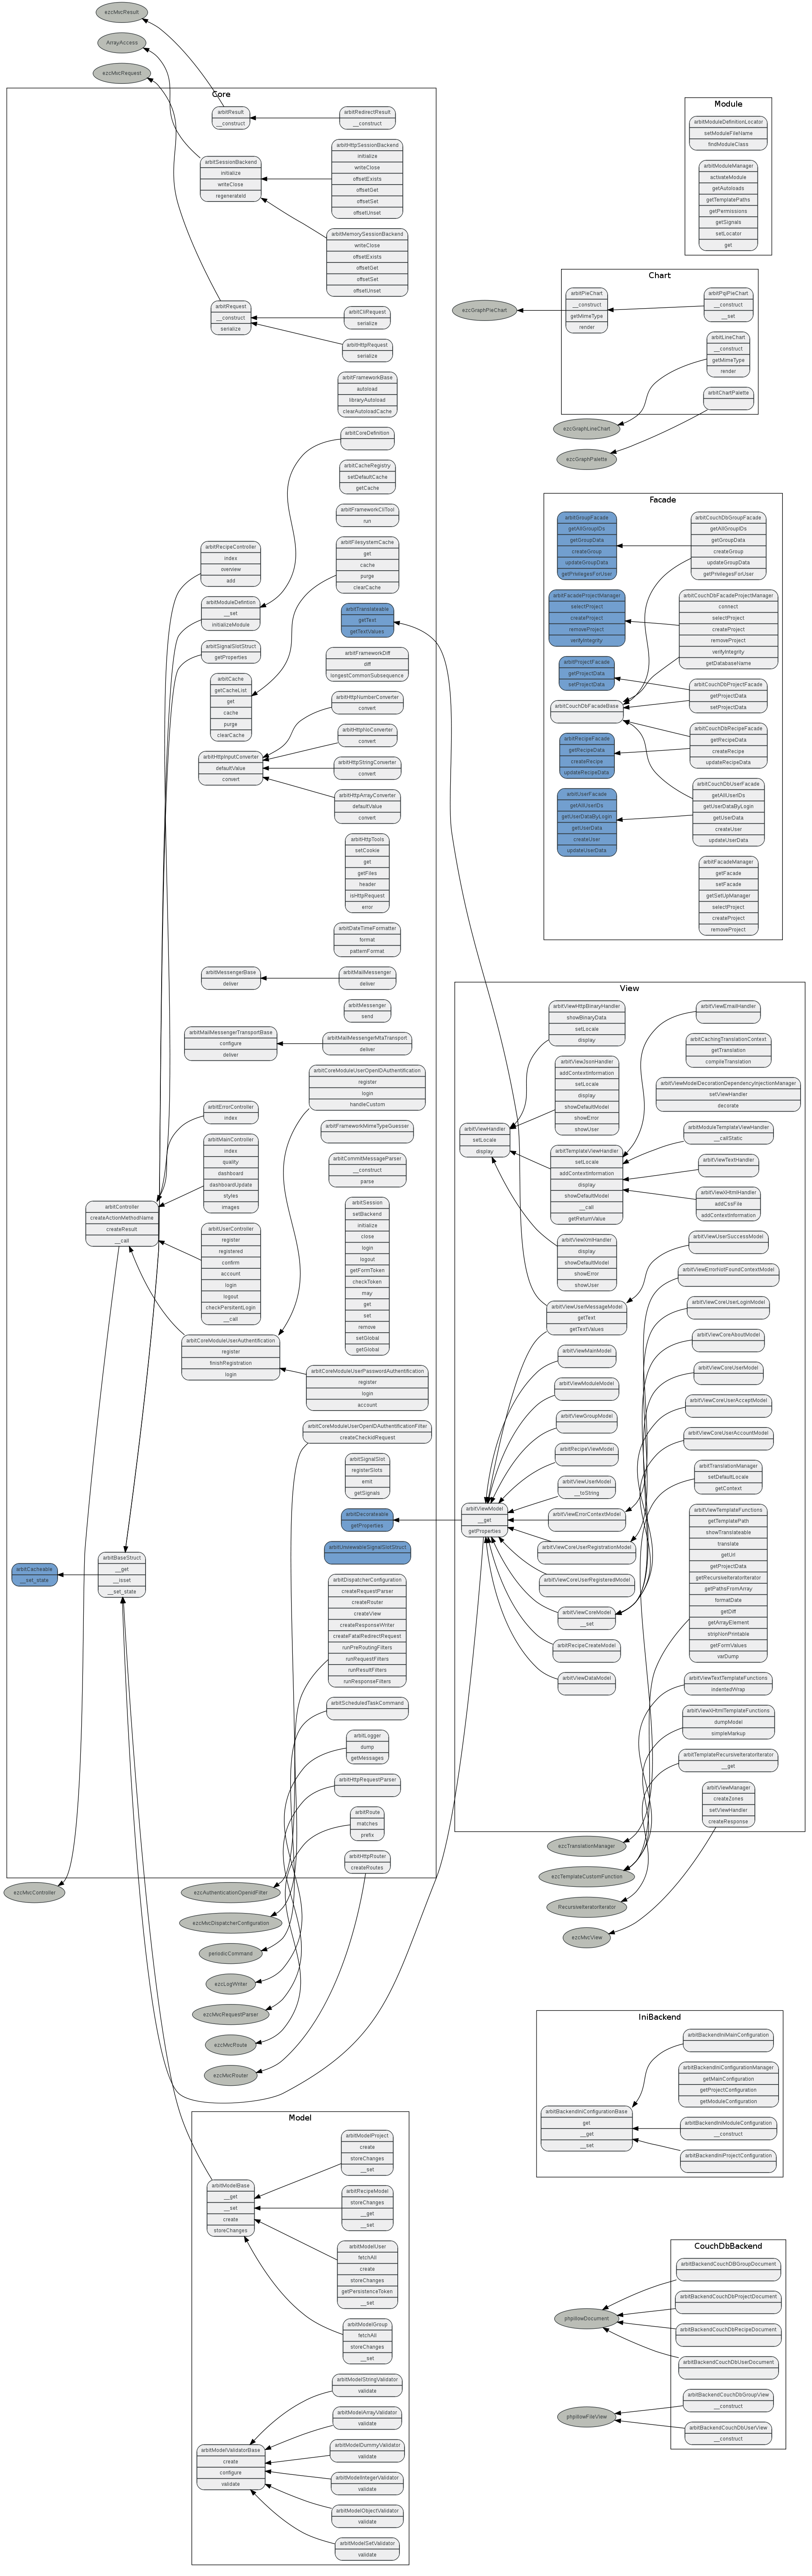 ezcMvcResult
ArrayAccess
ezcMvcRequest
Core
arbitResult
__construct
arbitRedirectResult
__construct
arbitSessionBackend
initialize
writeClose
regenerateId
arbitHttpSessionBackend
initialize
writeClose
offsetExists
offsetGet
offsetSet
offsetUnset
arbitMemorySessionBackend
writeClose
offsetExists
offsetGet
offsetSet
offsetUnset
arbitRequest
__construct
serialize
arbitCliRequest
serialize
arbitHttpRequest
serialize
arbitFrameworkBase
autoload
libraryAutoload
clearAutoloadCache
arbitCoreDefinition
arbitCacheRegistry
setDefaultCache
getCache
arbitFrameworkCliTool
run
arbitRecipeController
index
overview
add
arbitFilesystemCache
get
cache
purge
clearCache
arbitModuleDefintion
__set
initializeModule
arbitTranslateable
getText
getTextValues
arbitSignalSlotStruct
getProperties
arbitFrameworkDiff
diff
longestCommonSubsequence
arbitCache
getCacheList
get
cache
purge
clearCache
arbitHttpNumberConverter
convert
arbitHttpNoConverter
convert
arbitHttpInputConverter
defaultValue
convert
arbitHttpStringConverter
convert
arbitHttpArrayConverter
defaultValue
convert
arbitHttpTools
setCookie
get
getFiles
header
isHttpRequest
error
arbitDateTimeFormatter
format
patternFormat
arbitMessengerBase
deliver
arbitMailMessenger
deliver
arbitMessenger
send
arbitMailMessengerTransportBase
configure
deliver
arbitMailMessengerMtaTransport
deliver
arbitCoreModuleUserOpenIDAuthentification
register
login
handleCustom
arbitErrorController
index
arbitFrameworkMimeTypeGuesser
arbitMainController
index
qualify
dashboard
dashboardUpdate
styles
images
arbitCommitMessageParser
__construct
parse
arbitController
createActionMethodName
createResult
__call
arbitSession
setBackend
initialize
close
login
logout
getFormToken
checkToken
may
get
set
remove
setGlobal
getGlobal
arbitUserController
register
registered
confirm
account
login
logout
checkPersitentLogin
__call
arbitCoreModuleUserAuthentification
register
finishRegistration
login
arbitCoreModuleUserPasswordAuthentification
register
login
account
arbitCoreModuleUserOpenIDAuthentificationFilter
createCheckidRequest
arbitSignalSlot
registerSlots
emit
getSignals
arbitDecorateable
getProperties
arbitUnviewableSignalSlotStruct
arbitCacheable
__set_state
arbitBaseStruct
__get
__isset
__set_state
arbitDispatcherConfiguration
createRequestParser
createRouter
createView
createResponseWriter
createFatalRedirectRequest
runPreRoutingFilters
runRequestFilters
runResultFilters
runResponseFilters
arbitScheduledTaskCommand
arbitLogger
dump
getMessages
arbitHttpRequestParser
arbitRoute
matches
prefix
arbitHttpRouter
createRoutes
ezcMvcController
ezcAuthenticationOpenidFilter
ezcMvcDispatcherConfiguration
periodicCommand
ezcLogWriter
ezcMvcRequestParser
ezcMvcRoute
ezcMvcRouter
Model
arbitModelProject
create
storeChanges
__set
arbitModelBase
__get
__set
create
storeChanges
arbitRecipeModel
storeChanges
__get
__set
arbitModelUser
fetchAll
create
storeChanges
getPersistenceToken
__set
arbitModelGroup
fetchAll
storeChanges
__set
arbitModelStringValidator
validate
arbitModelArrayValidator
validate
arbitModelValidatorBase
create
configure
validate
arbitModelDummyValidator
validate
arbitModelIntegerValidator
validate
arbitModelObjectValidator
validate
arbitModelSetValidator
validate
Module
arbitModuleDefinitionLocator
setModuleFileName
findModuleClass
arbitModuleManager
activateModule
getAutoloads
getTemplatePaths
getPermissions
getSignals
setLocator
get
Chart
ezcGraphPieChart
arbitPieChart
__construct
getMimeType
render
arbitPqlPieChart
__construct
__set
arbitLineChart
__construct
getMimeType
render
arbitChartPalette
ezcGraphLineChart
ezcGraphPalette
Facade
arbitGroupFacade
getAllGroupIDs
getGroupData
createGroup
updateGroupData
getPrivilegesForUser
arbitCouchDbGroupFacade
getAllGroupIDs
getGroupData
createGroup
updateGroupData
getPrivilegesForUser
arbitFacadeProjectManager
selectProject
createProject
removeProject
verifyIntegrity
arbitCouchDbFacadeProjectManager
connect
selectProject
createProject
removeProject
verifyIntegrity
getDatabaseName
arbitProjectFacade
getProjectData
setProjectData
arbitCouchDbProjectFacade
getProjectData
setProjectData
arbitCouchDbFacadeBase
arbitRecipeFacade
getRecipeData
createRecipe
updateRecipeData
arbitCouchDbRecipeFacade
getRecipeData
createRecipe
updateRecipeData
arbitUserFacade
getAllUserIDs
getUserDataByLogin
getUserData
createUser
updateUserData
arbitCouchDbUserFacade
getAllUserIDs
getUserDataByLogin
getUserData
createUser
updateUserData
arbitFacadeManager
getFacade
setFacade
getSetUpManager
selectProject
createProject
removeProject
View
arbitViewHttpBinaryHandler
showBinaryData
setLocale
display
arbitViewEmailHandler
arbitCachingTranslationContext
getTranslation
compileTranslation
arbitViewJsonHandler
addContextInformation
setLocale
display
showDefaultModel
showError
showUser
arbitViewModelDecorationDependencyInjectionManager
setViewHandler
decorate
arbitViewHandler
setLocale
display
arbitModuleTemplateViewHandler
__callStatic
arbitTemplateViewHandler
setLocale
addContextInformation
display
showDefaultModel
__call
getReturnValue
arbitViewTextHandler
arbitViewXHtmlHandler
addCssFile
addContextInformation
arbitViewXmlHandler
display
showDefaultModel
showError
showUser
arbitViewUserSuccessModel
arbitViewErrorNotFoundContextModel
arbitViewUserMessageModel
getText
getTextValues
arbitViewCoreUserLoginModel
arbitViewMainModel
arbitViewCoreAboutModel
arbitViewModuleModel
arbitViewCoreUserModel
arbitViewGroupModel
arbitViewCoreUserAcceptModel
arbitRecipeViewModel
arbitViewCoreUserAccountModel
arbitViewUserModel
__toString
arbitTranslationManager
setDefaultLocale
getContext
arbitViewModel
__get
getProperties
arbitViewErrorContextModel
arbitViewCoreUserRegistrationModel
arbitViewCoreUserRegisteredModel
arbitViewCoreModel
__set
arbitRecipeCreateModel
arbitViewDataModel
arbitViewTemplateFunctions
getTemplatePath
showTranslateable
translate
getUrl
getProjectData
getRecursiveIteratorIterator
getPathsFromArray
formatDate
getDiff
getArrayElement
stripNonPrintable
getFormValues
varDump
arbitViewTextTemplateFunctions
indentedWrap
arbitViewXHtmlTemplateFunctions
dumpModel
simpleMarkup
arbitTemplateRecursiveIteratorIterator
__get
arbitViewManager
createZones
setViewHandler
createResponse
ezcTranslationManager
ezcTemplateCustomFunction
RecursiveIteratorIterator
ezcMvcView
IniBackend
arbitBackendIniMainConfiguration
arbitBackendIniConfigurationManager
getMainConfiguration
getProjectConfiguration
getModuleConfiguration
arbitBackendIniConfigurationBase
get
__get
__set
arbitBackendIniModuleConfiguration
__construct
arbitBackendIniProjectConfiguration
CouchDbBackend
arbitBackendCouchDBGroupDocument
arbitBackendCouchDbProjectDocument
phpillowDocument
arbitBackendCouchDbRecipeDocument
arbitBackendCouchDbUserDocument
arbitBackendCouchDbGroupView
__construct
phpillowFileView
arbitBackendCouchDbUserView
__construct